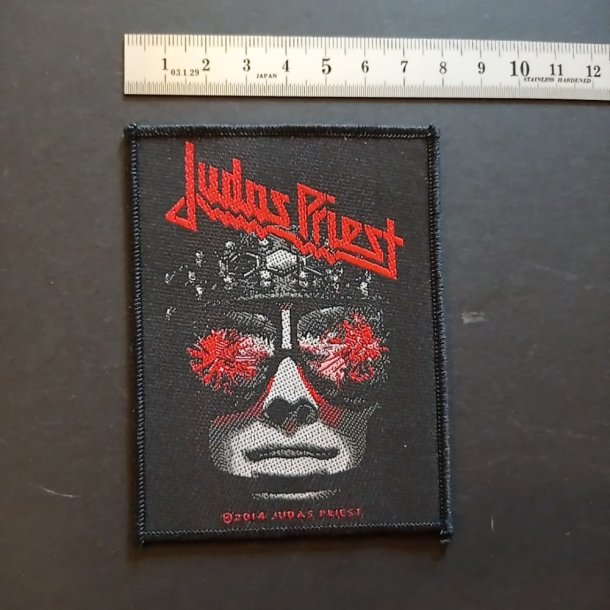 1 2 3 4 5 6 7 8 9 10 11 12
03.1.29 JAPAN STAINLESS HARDENED
Judas Priest
©2014 JUDAS PRIEST